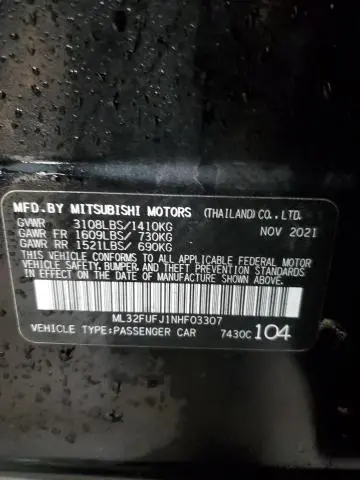 MFD.BY MITSUBISHI MOTORS (THAILAND)CO.,LTD.
GVWR 3108LBS/1410KG NOV 2021
GAWR FR 1609LBS/ 730KG
GAWR RR 1521LBS/ 690KG
THIS VEHICLE CONFORMS TO ALL APPLICABLE FEDERAL MOTOR
VEHICLE SAFETY, BUMPER, AND THEFT PREVENTION STANDARDS IN
EFFECT ON THE DATE OF MANUFACTURE SHOWN ABOVE.
ML32FUFJ1NHF03307
VEHICLE TYPE:PASSENGER CAR 7430C 104